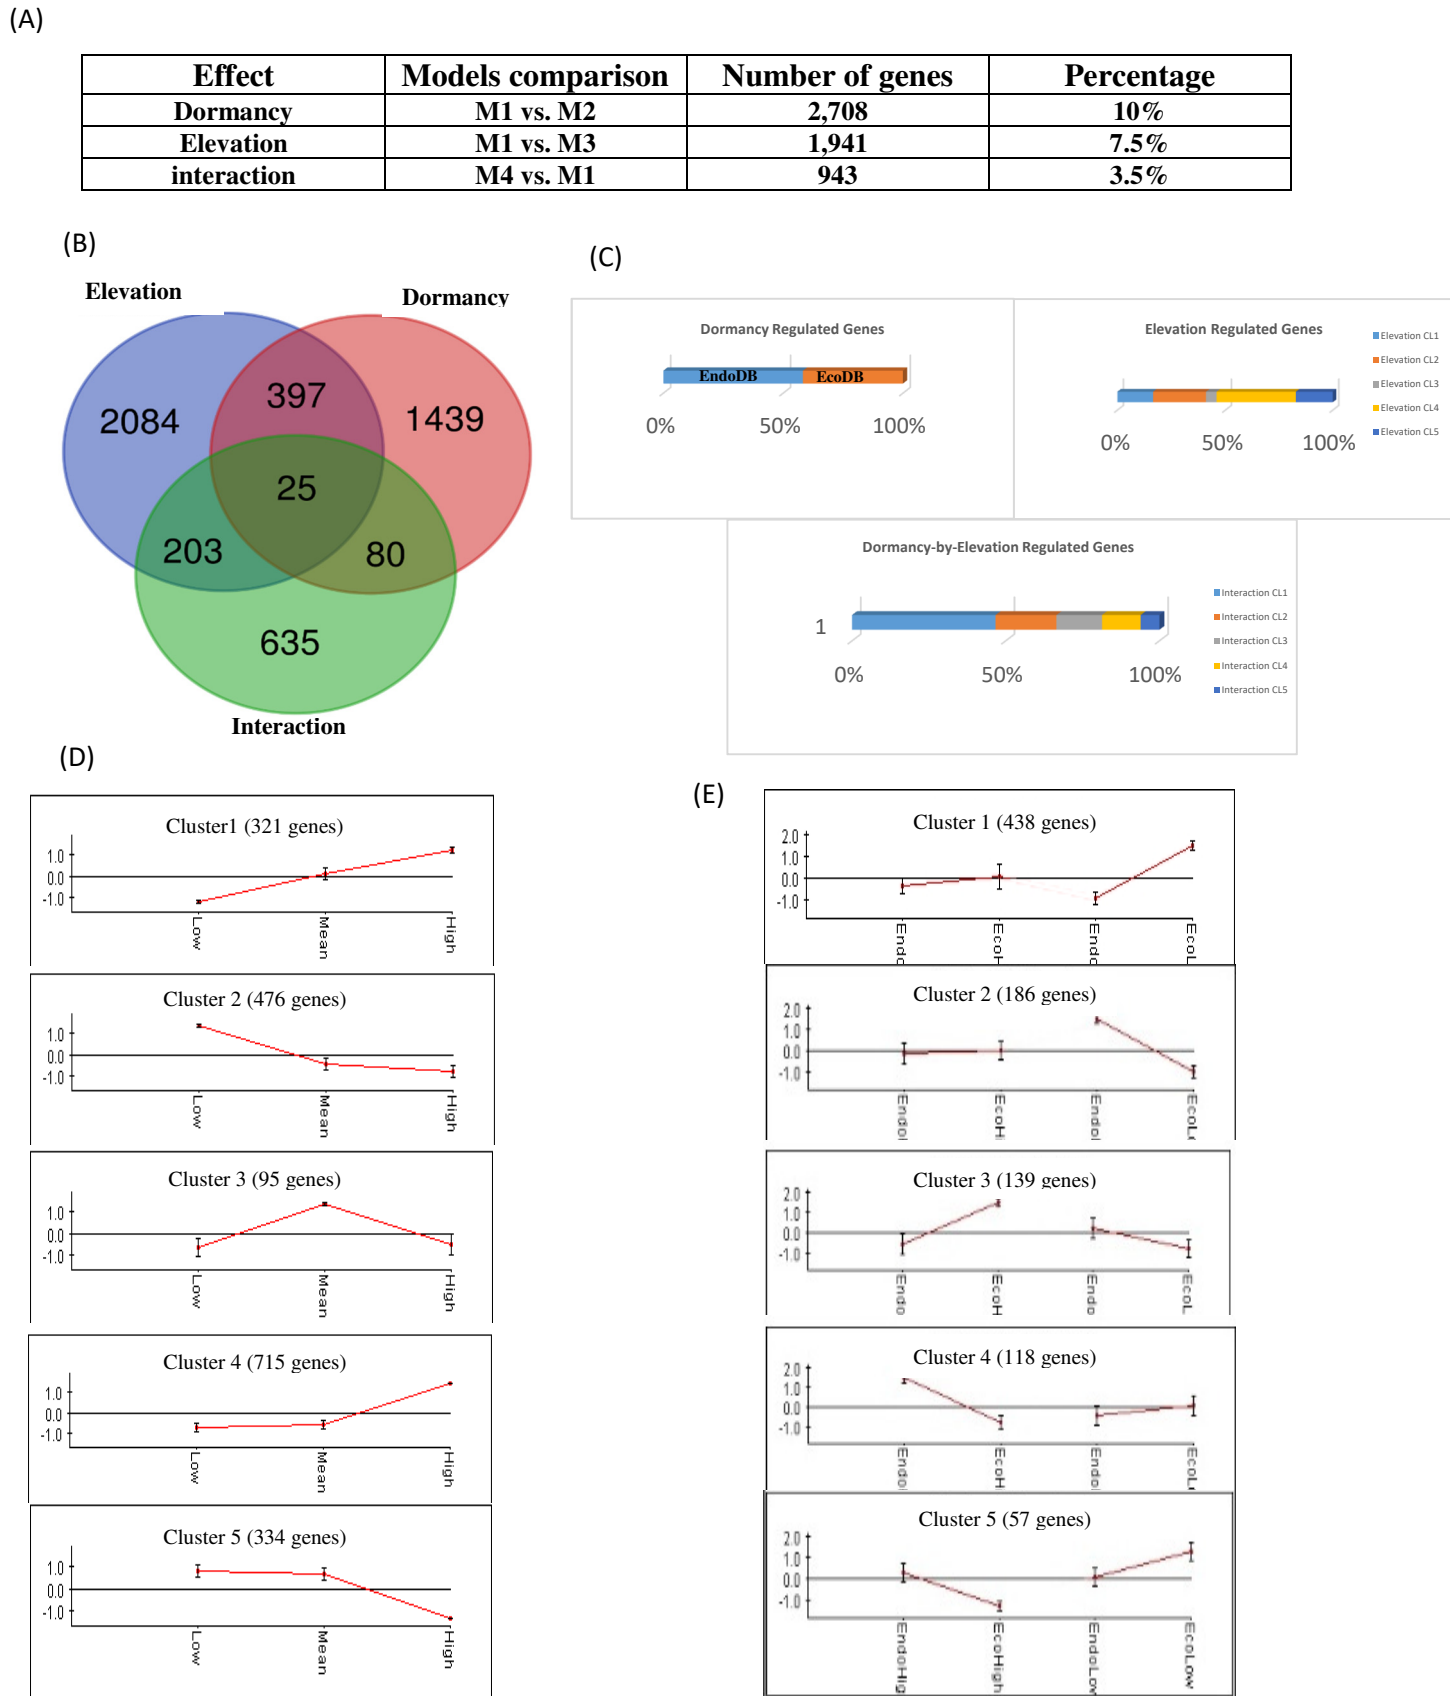 (A)
Effect Models comparison Number of genes Percentage
Dormancy M1 vs. M2 2,708 10%
Elevation M1 vs. M3 1,941 7.5%
interaction M4 vs. M1 943 3.5%
(B)
Elevation
Dormancy
2084
397
1439
25
203
80
635
Interaction
(C)
Dormancy Regulated Genes
EndoDB EcoDB
0% 50% 100%
Elevation Regulated Genes
Elevation CL1
Elevation CL2
Elevation CL3
Elevation CL4
Elevation CL5
0% 50% 100%
Dormancy-by-Elevation Regulated Genes
1
Interaction CL1
Interaction CL2
Interaction CL3
Interaction CL4
Interaction CL5
0% 50% 100%
(D)
Cluster1 (321 genes)
1.0
0.0
-1.0
Low Mean High
Cluster 2 (476 genes)
1.0
0.0
-1.0
Low Mean High
Cluster 3 (95 genes)
1.0
0.0
-1.0
Low Mean High
Cluster 4 (715 genes)
1.0
0.0
-1.0
Low Mean High
Cluster 5 (334 genes)
1.0
0.0
-1.0
Low Mean High
(E)
Cluster 1 (438 genes)
2.0
1.0
0.0
-1.0
Cluster 2 (186 genes)
2.0
1.0
0.0
-1.0
Cluster 3 (139 genes)
2.0
1.0
0.0
-1.0
Cluster 4 (118 genes)
2.0
1.0
0.0
-1.0
Cluster 5 (57 genes)
2.0
1.0
0.0
-1.0
EndoHig EcoHigh EndoLow EcoLow